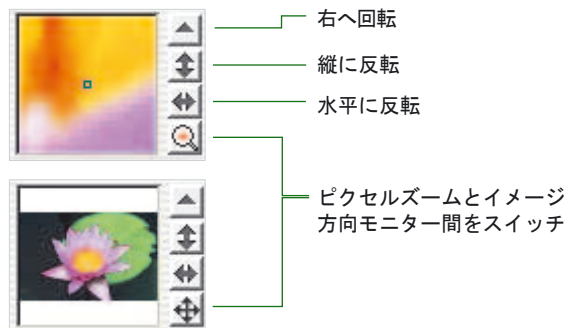 右へ回転
縦に反転
水平に反転
ピクセルズームとイメージ
方向モニター間をスイッチ